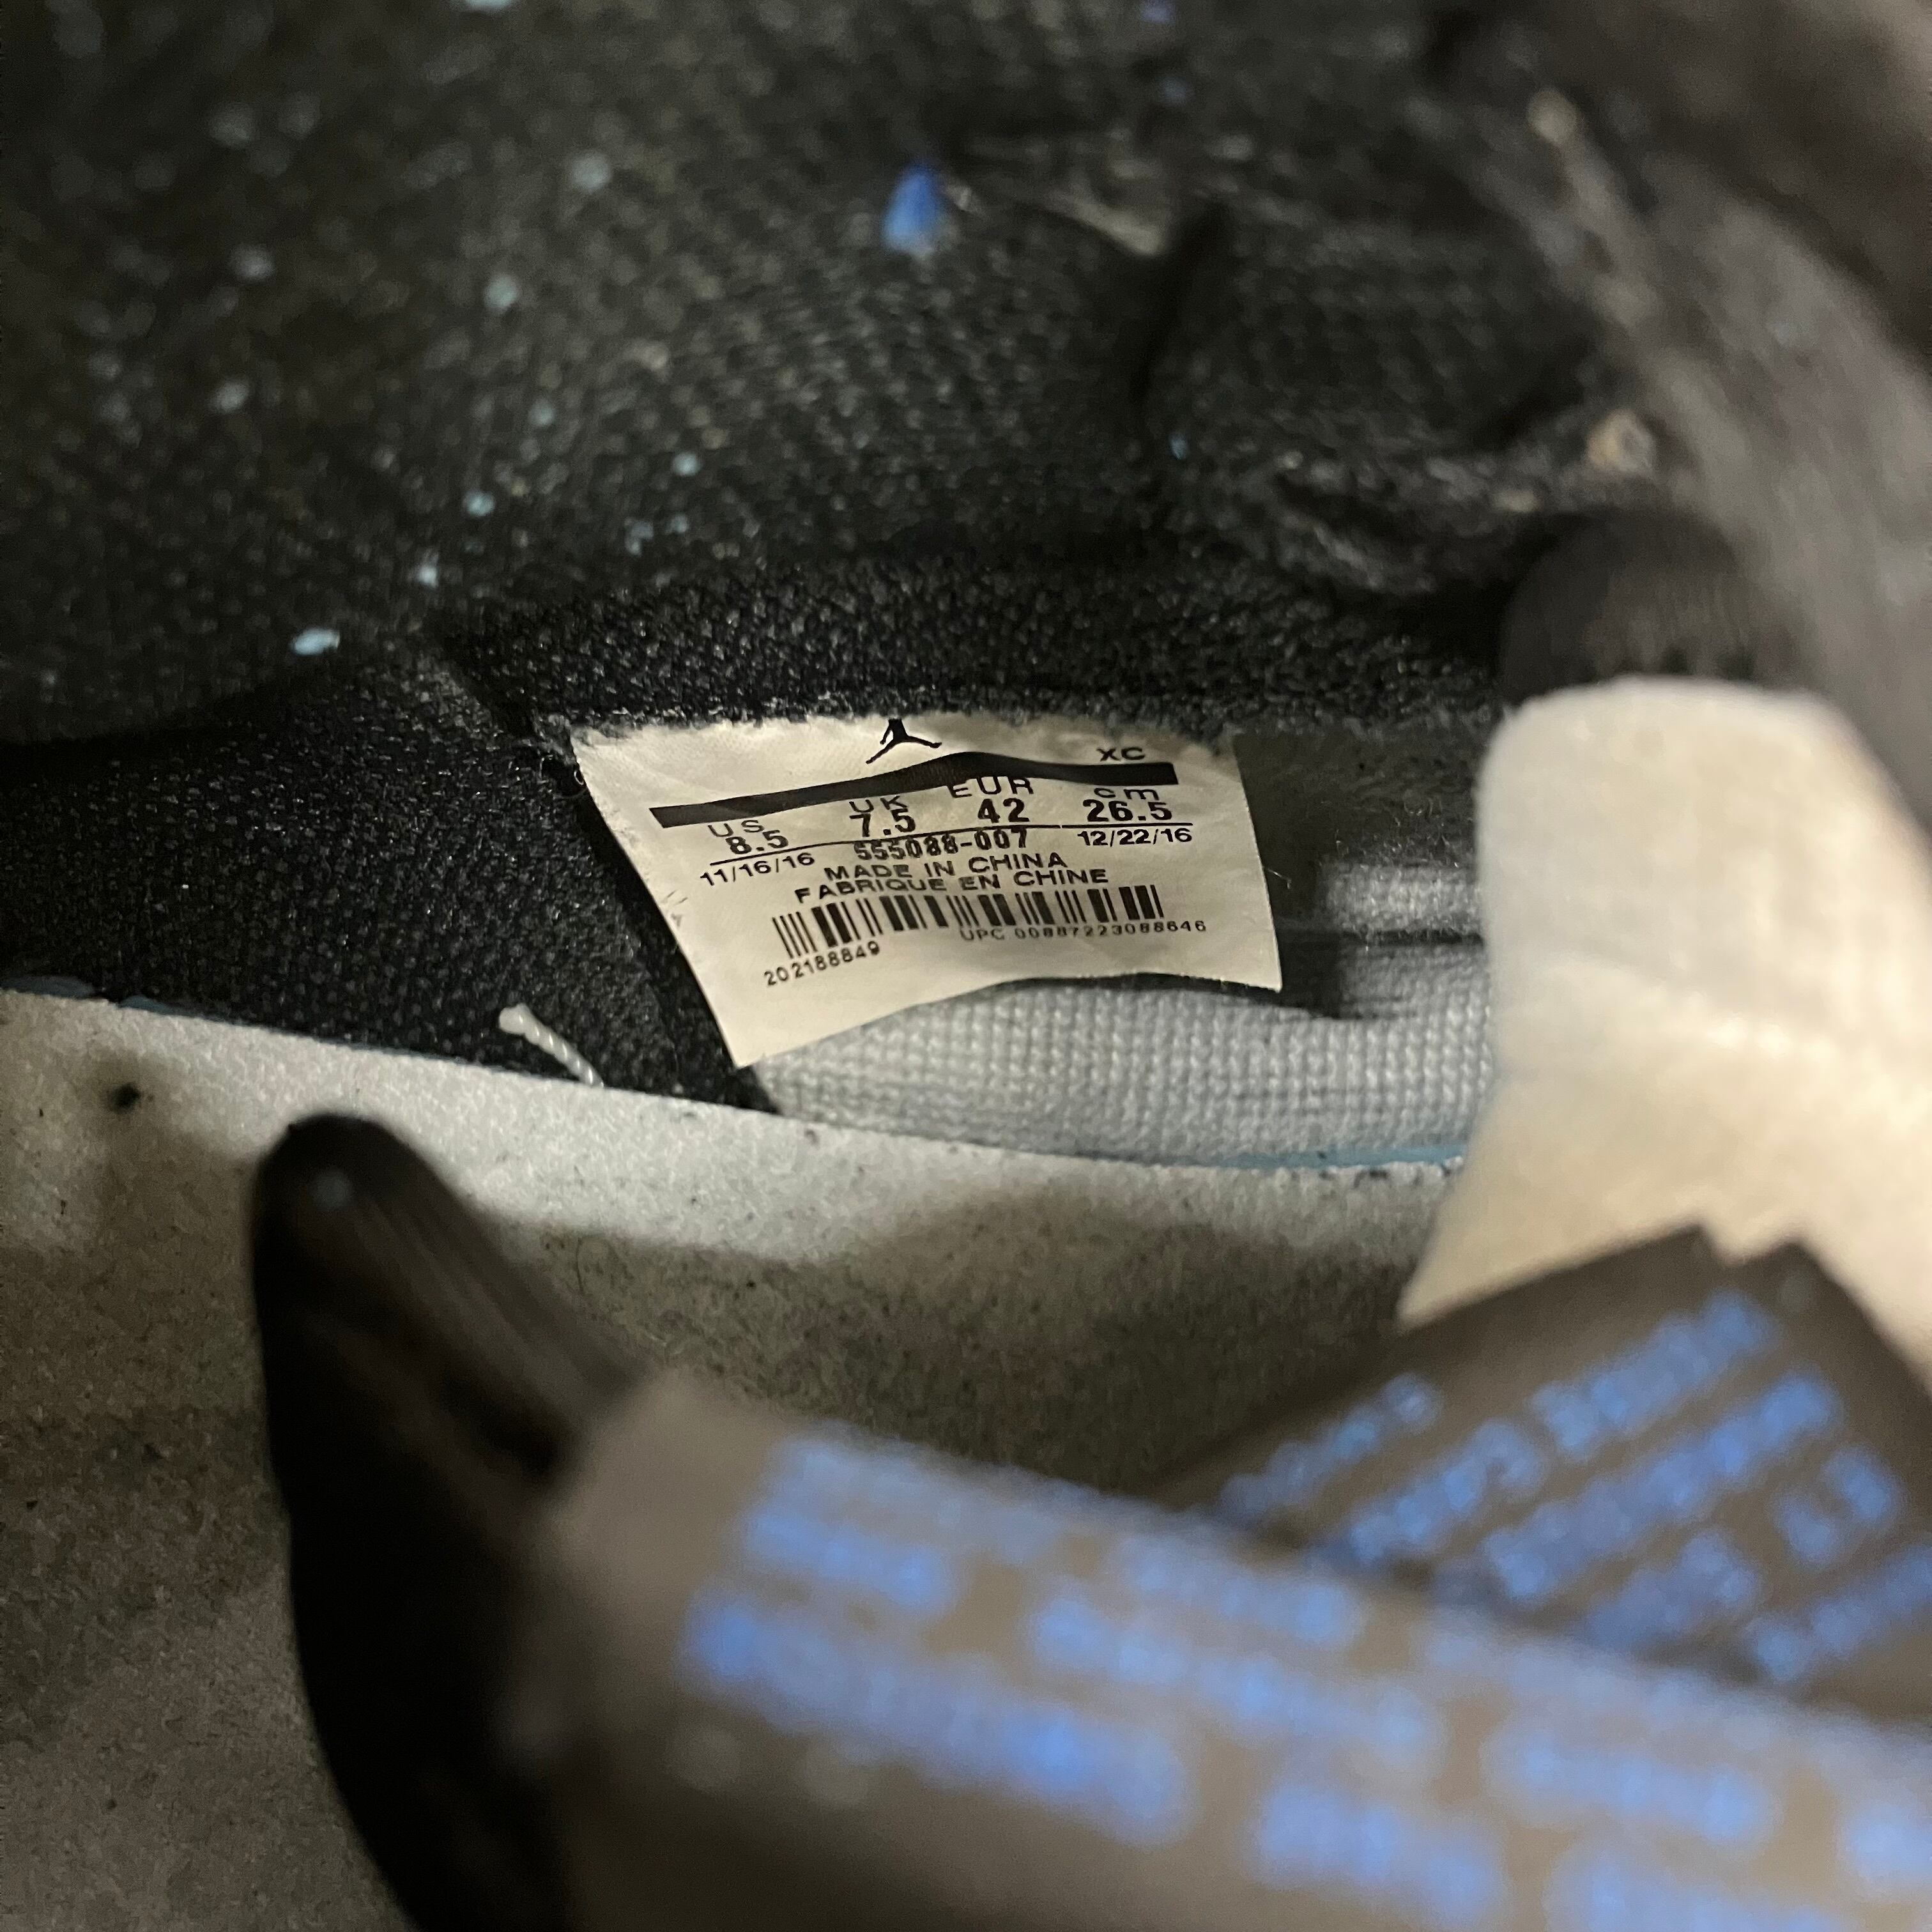 XC
US UK EUR cm
8.5 7.5 42 26.5
11/16/16 555088-007 12/22/16
MADE IN CHINA
FABRIQUE EN CHINE
202188849 UPC 00887223088646